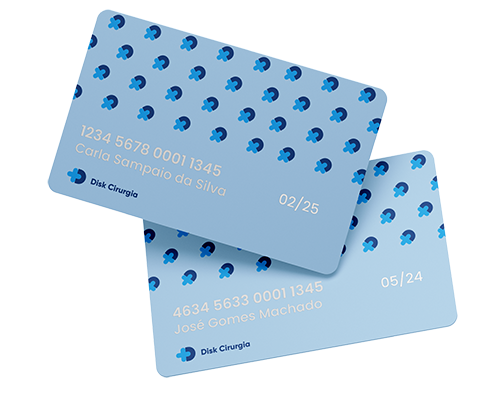 1234 5678 0001 1345
Carla Sampaio da Silva
02/25
Disk Cirurgia
4634 5633 0001 1345
José Gomes Machado
05/24
Disk Cirurgia